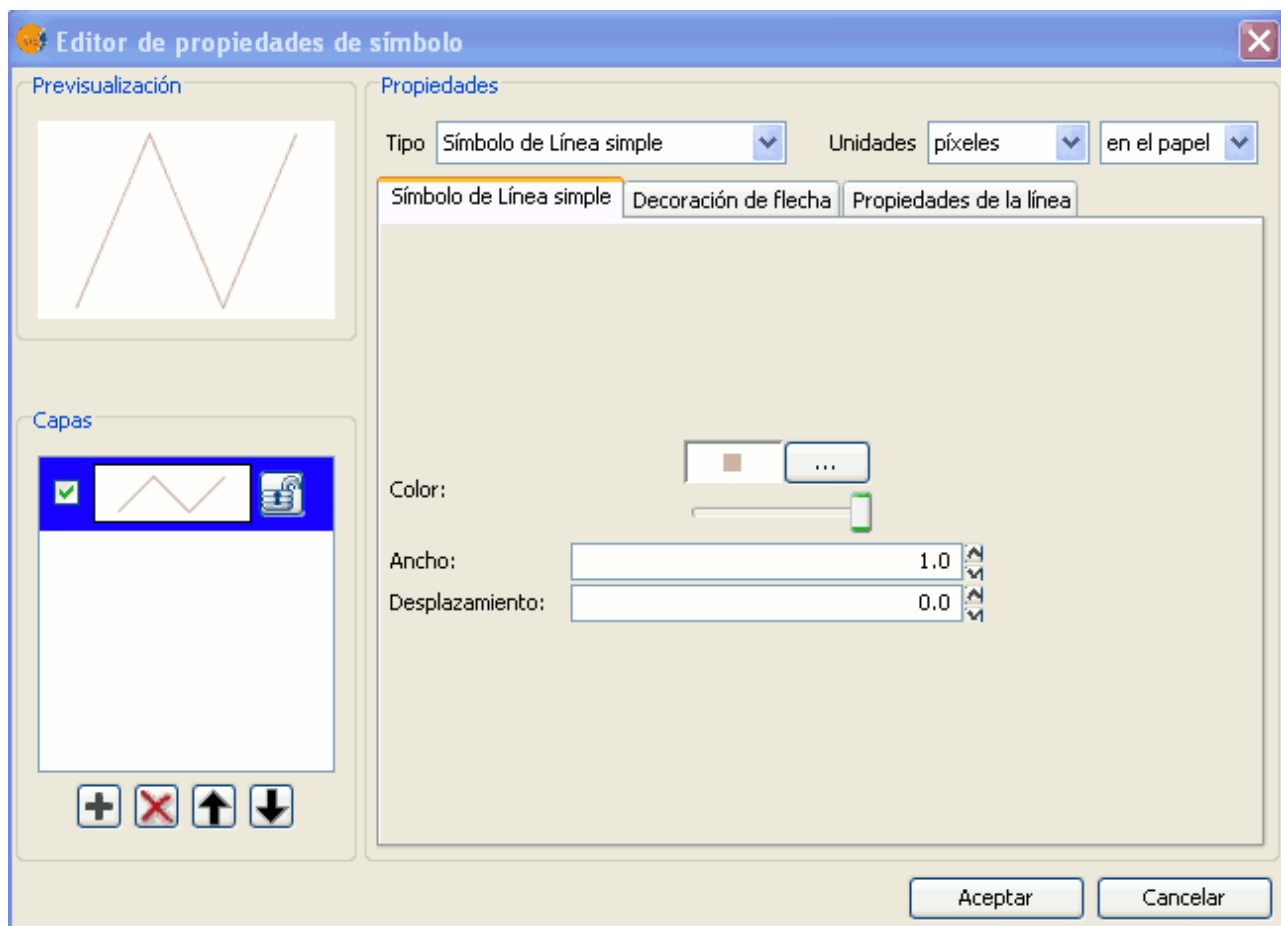 Editor de propiedades de símbolo
Previsualización
Propiedades
Tipo Símbolo de Línea simple Unidades píxeles en el papel
Símbolo de Línea simple Decoración de flecha Propiedades de la línea
Capas
...
Color:
Ancho: 1.0
Desplazamiento: 0.0
Aceptar Cancelar